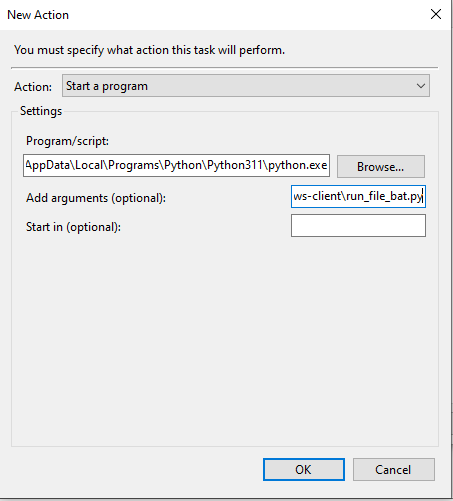 New Action
You must specify what action this task will perform.
Action: Start a program
Settings
Program/script:
AppData\Local\Programs\Python\Python311\python.exe Browse...
Add arguments (optional): ws-client\run_file_bat.py
Start in (optional):
OK Cancel